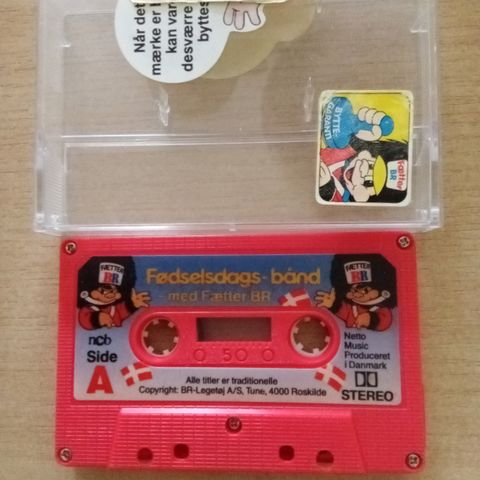 Når det
mærke er
kan var
desværre
byttes
BYTTE-
GARANTI
Fætter
BR
FÆTTER
BR
Fødselsdags-bånd
- med Fætter BR
FÆTTER
BR
ncb
Side
A
50
Netto
Music
Produceret
i Danmark
STEREO
Alle titler er traditionelle
Copyright: BR-Legetøj A/S, Tune, 4000 Roskilde